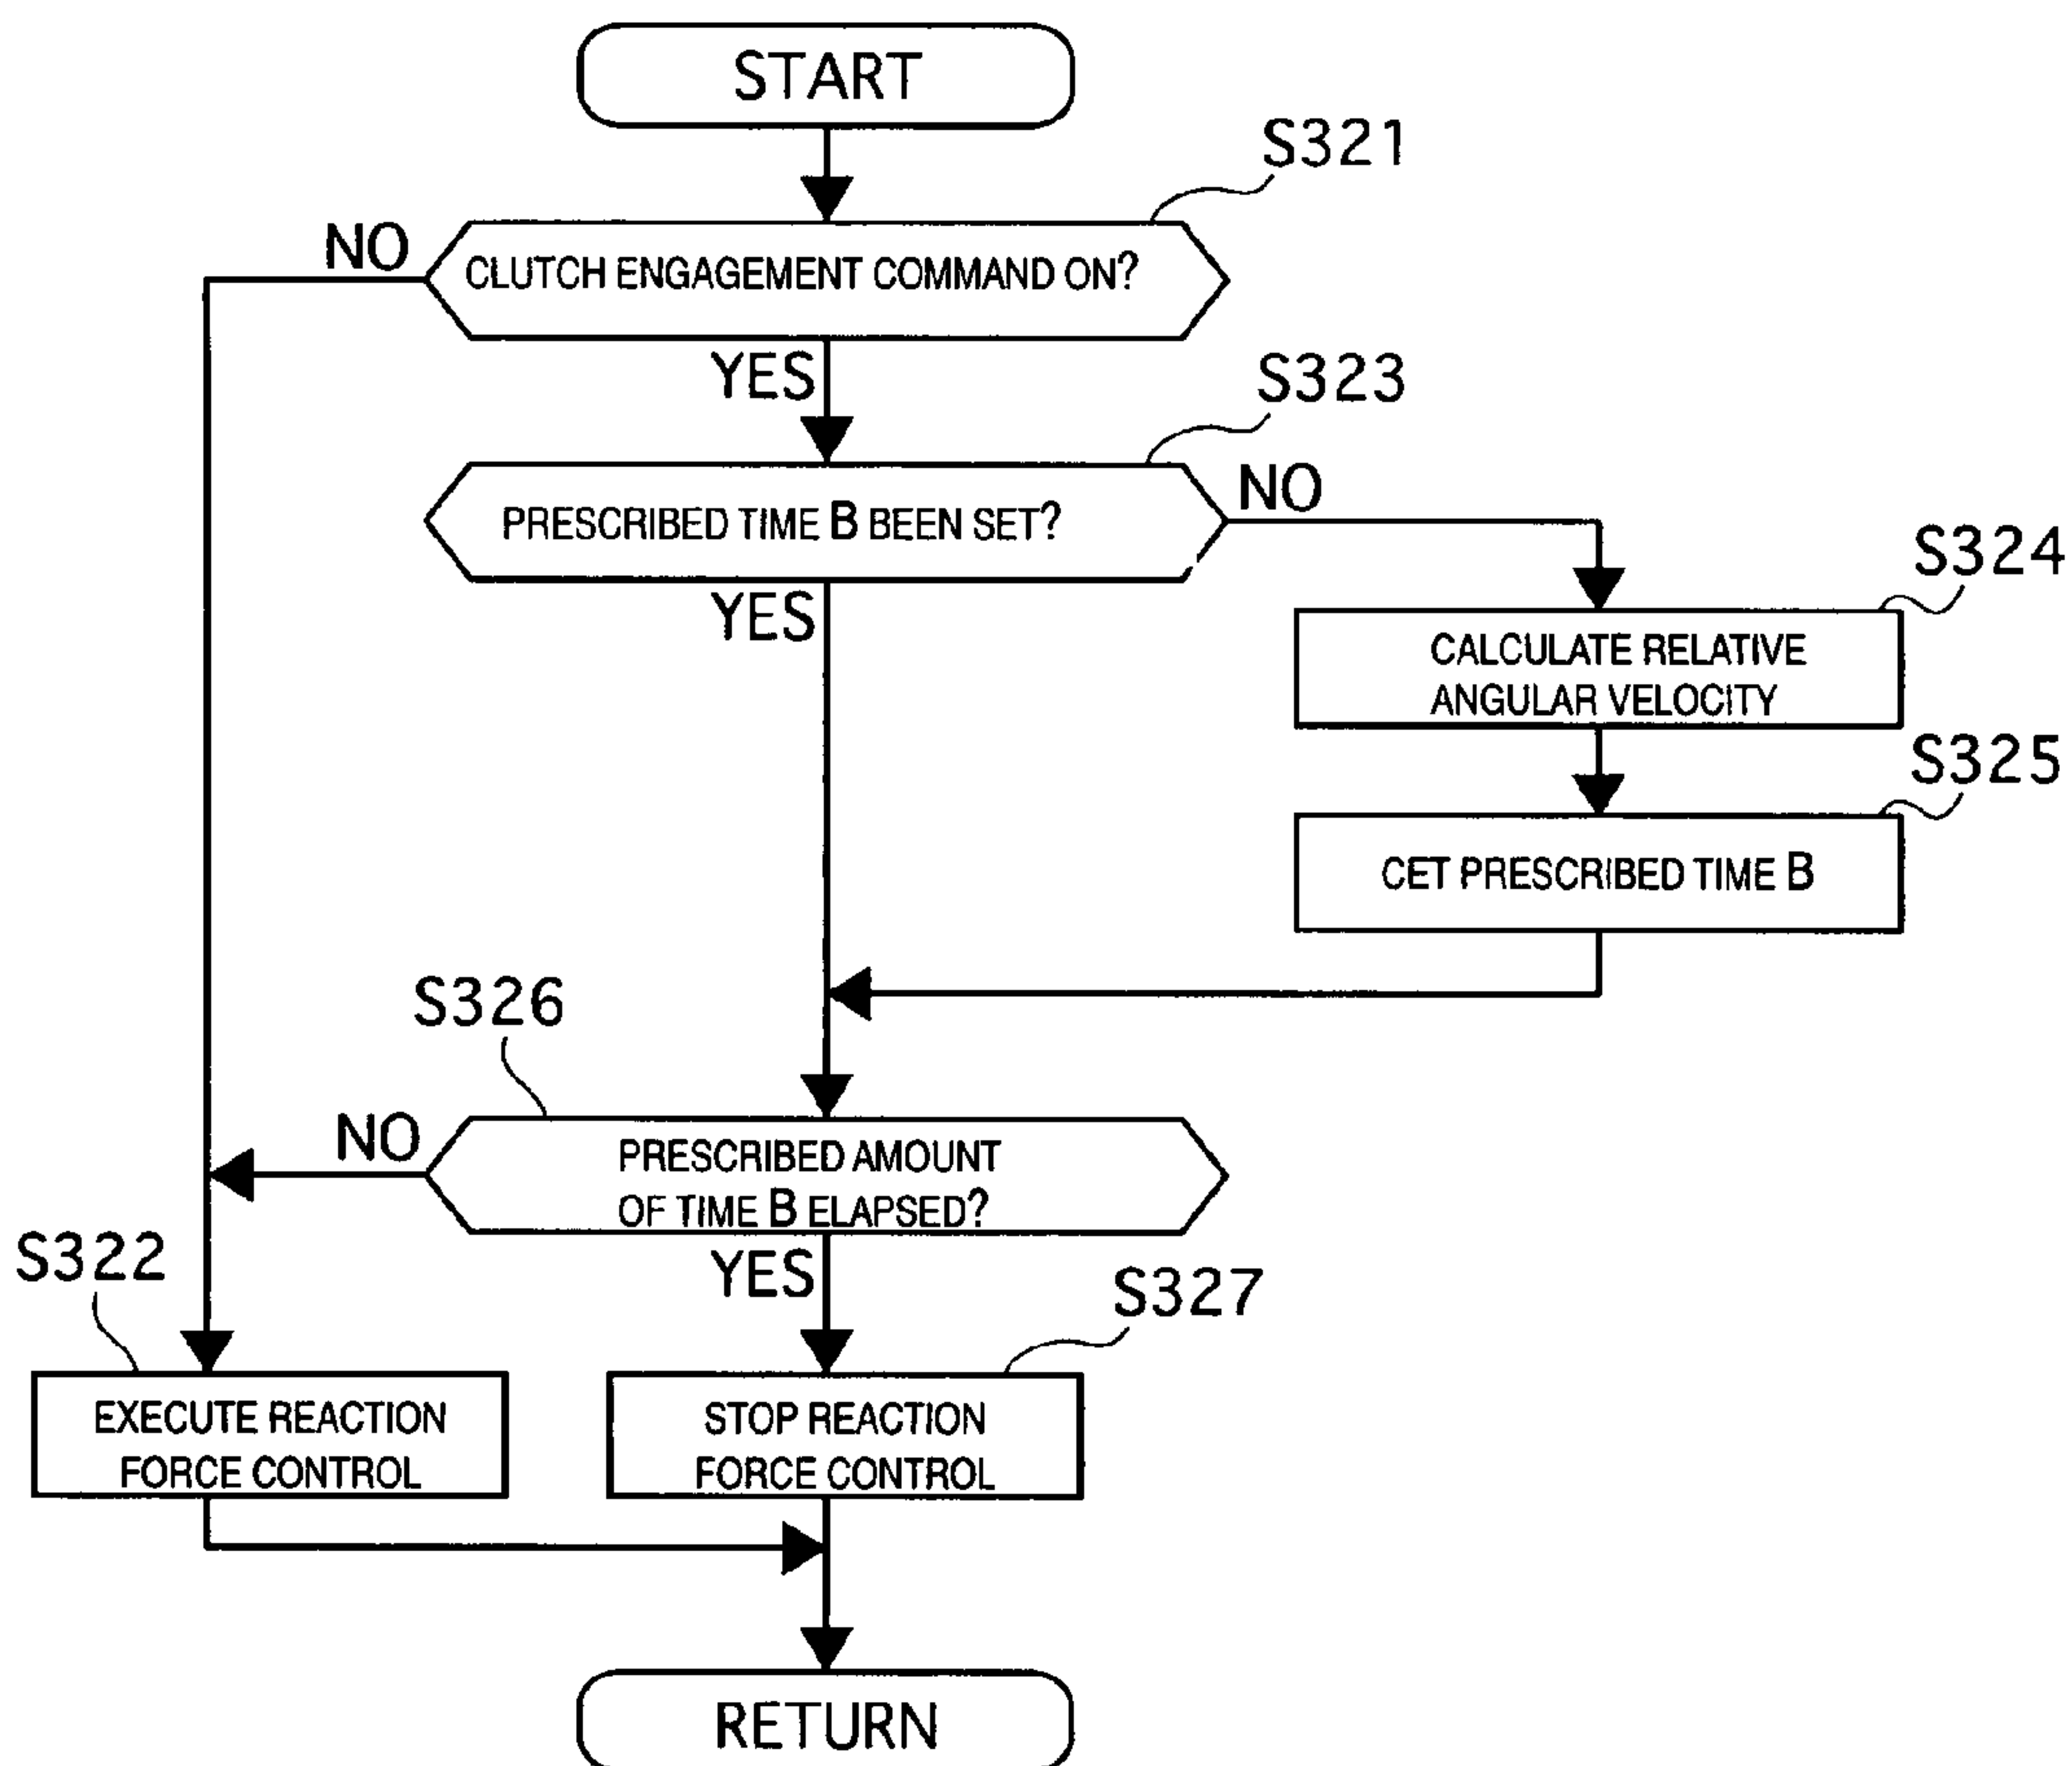 START
S321
NO
CLUTCH ENGAGEMENT COMMAND ON?
YES
S323
NO
PRESCRIBED TIME B BEEN SET?
S324
YES
CALCULATE RELATIVE
ANGULAR VELOCITY
S325
CET PRESCRIBED TIME B
S326
NO
PRESCRIBED AMOUNT
OF TIME B ELAPSED?
S322
YES
S327
EXECUTE REACTION
FORCE CONTROL
STOP REACTION
FORCE CONTROL
RETURN